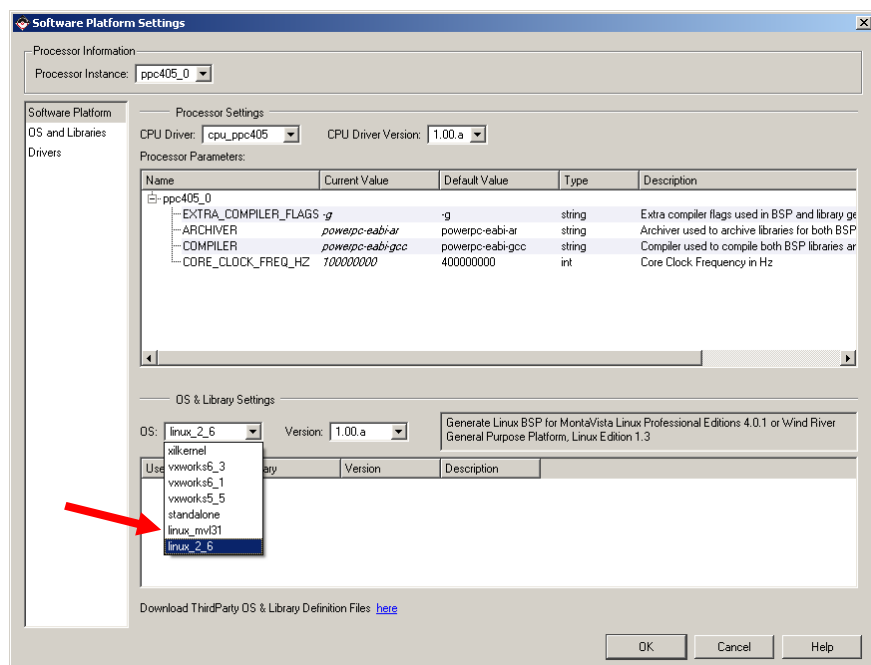 Software Platform Settings
Processor Information
Processor Instance: ppc405_0
Software Platform
OS and Libraries
Drivers
Processor Settings
CPU Driver: cpu_ppc405 CPU Driver Version: 1.00.a
Processor Parameters:
Name Current Value Default Value Type Description
ppc405_0
EXTRA_COMPILER_FLAGS -g -g string Extra compiler flags used in BSP and library ge
ARCHIVER powerpc-eabi-ar powerpc-eabi-ar string Archiver used to archive libraries for both BSP
COMPILER powerpc-eabi-gcc powerpc-eabi-gcc string Compiler used to compile both BSP libraries ar
CORE_CLOCK_FREQ_HZ 100000000 400000000 int Core Clock Frequency in Hz
OS & Library Settings
OS: linux_2_6 Version: 1.00.a
Generate Linux BSP for MontaVista Linux Professional Editions 4.0.1 or Wind River
General Purpose Platform, Linux Edition 1.3
Use ary Version Description
xilkernel
vxworks6_3
vxworks6_1
vxworks5_5
standalone
linux_mvl31
linux_2_6
Download ThirdParty OS & Library Definition Files here
OK Cancel Help